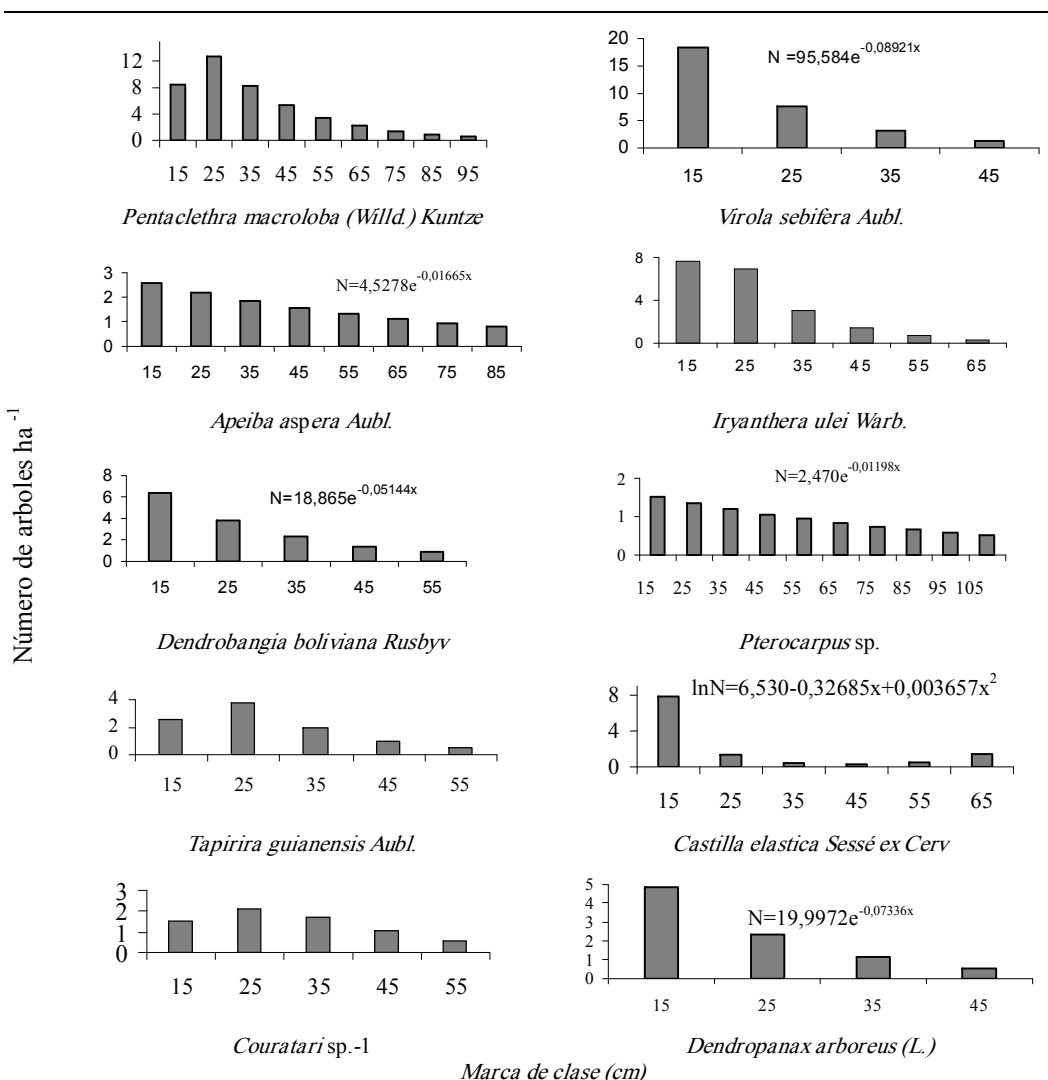 Número de arboles ha⁻¹
12
8
4
0
15 25 35 45 55 65 75 85 95
Pentaclethra macroloba (Willd.) Kuntze
20
15
10
5
0
N =95,584e^-0,08921x
15 25 35 45
Virola sebifera Aubl.
3
2
1
0
N=4,5278e^-0,01665x
15 25 35 45 55 65 75 85
Apeiba aspera Aubl.
8
4
0
15 25 35 45 55 65
Iryanthera ulei Warb.
8
6
4
2
0
N=18,865e^-0,05144x
15 25 35 45 55
Dendrobangia boliviana Rusbyv
2
1
0
N=2,470e^-0,01198x
15 25 35 45 55 65 75 85 95 105
Pterocarpus sp.
4
2
0
15 25 35 45 55
Tapirira guianensis Aubl.
8
4
0
lnN=6,530-0,32685x+0,003657x²
15 25 35 45 55 65
Castilla elastica Sessé ex Cerv
3
2
1
0
15 25 35 45 55
Couratari sp.-1
5
4
3
2
1
0
N=19,9972e^-0,07336x
15 25 35 45
Dendropanax arboreus (L.)
Marca de clase (cm)